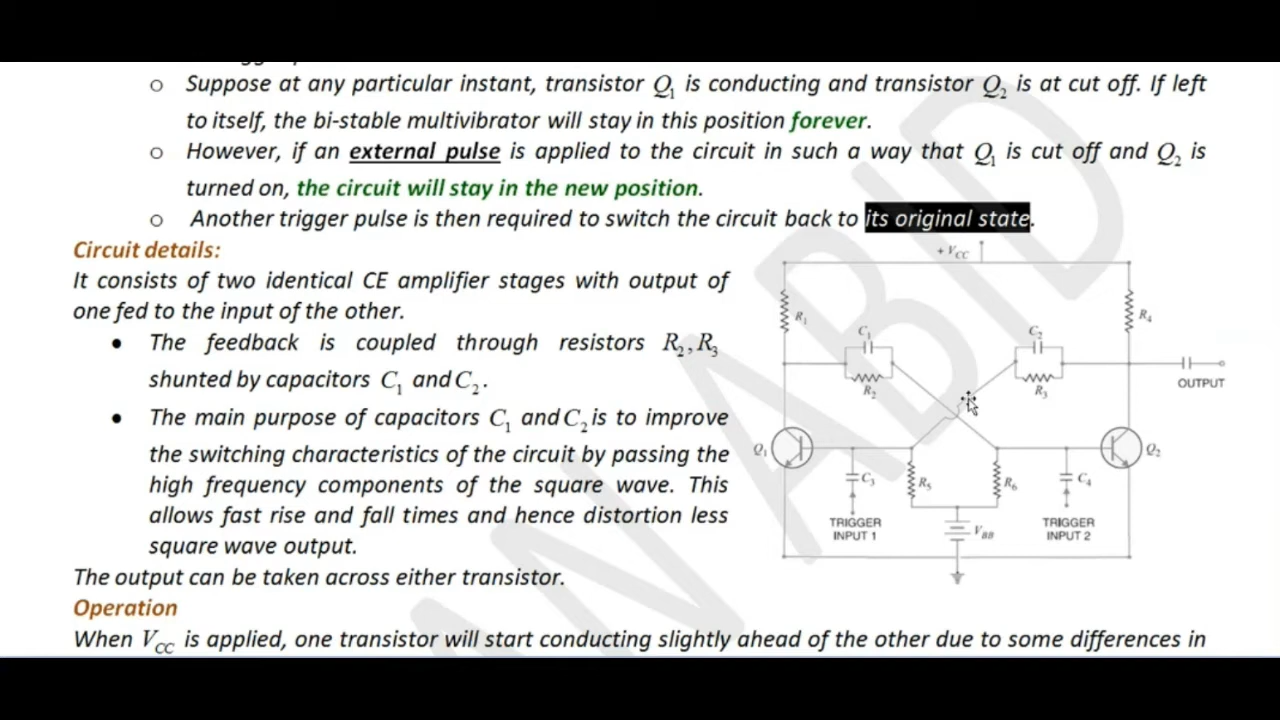 ○ Suppose at any particular instant, transistor Q₁ is conducting and transistor Q₂ is at cut off. If left
to itself, the bi-stable multivibrator will stay in this position forever.
○ However, if an external pulse is applied to the circuit in such a way that Q₁ is cut off and Q₂ is
turned on, the circuit will stay in the new position.
○ Another trigger pulse is then required to switch the circuit back to its original state.
Circuit details:
It consists of two identical CE amplifier stages with output of
one fed to the input of the other.
• The feedback is coupled through resistors R₂,R₃
shunted by capacitors C₁ and C₂.
• The main purpose of capacitors C₁ and C₂ is to improve
the switching characteristics of the circuit by passing the
high frequency components of the square wave. This
allows fast rise and fall times and hence distortion less
square wave output.
The output can be taken across either transistor.
Operation
When V_CC is applied, one transistor will start conducting slightly ahead of the other due to some differences in
+ V_CC
R₁
R₄
C₁
C₂
R₂
R₃
OUTPUT
Q₁
Q₂
C₃
R₅
R₆
C₄
TRIGGER
INPUT 1
V_BB
TRIGGER
INPUT 2
N ABID